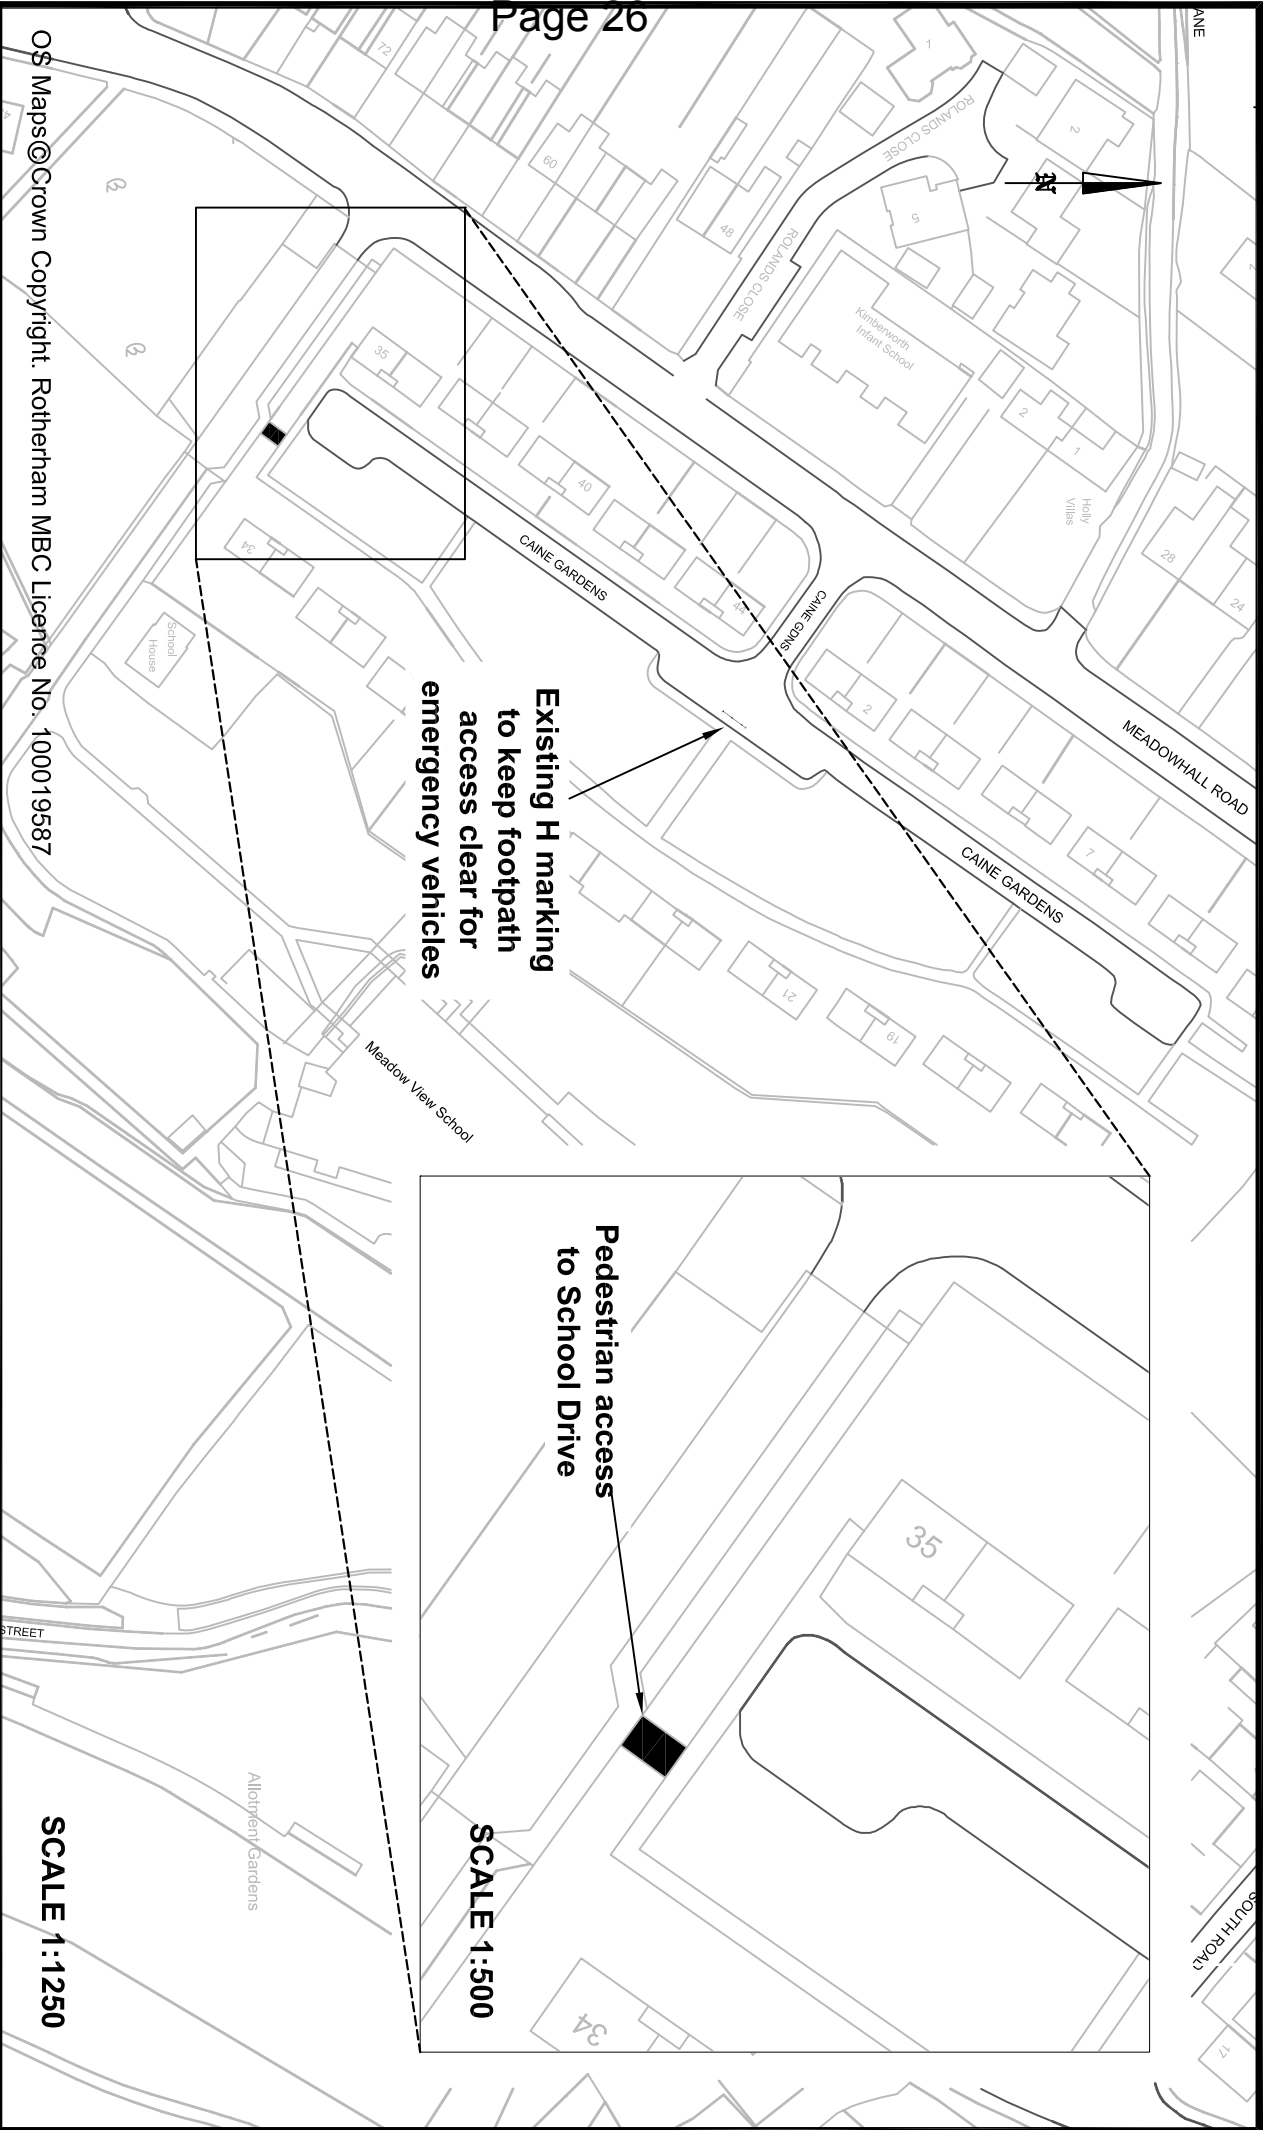 Page 26
ANE
72
60
48
1
ROLANDS CLOSE
ROLANDS CLOSE
2
5
N
Kimberworth
Infant School
2
1
Holly
Villas
28
24
MEADOWHALL ROAD
35
40
44
CAINE GARDENS
CAINE GDNS
2
7
CAINE GARDENS
34
School
House
21
19
Existing H marking
to keep footpath
access clear for
emergency vehicles
Meadow View School
Pedestrian access
to School Drive
35
34
SCALE 1:500
SOUTH ROAD
17
STREET
Allotment Gardens
SCALE 1:1250
OS Maps©Crown Copyright. Rotherham MBC Licence No. 100019587